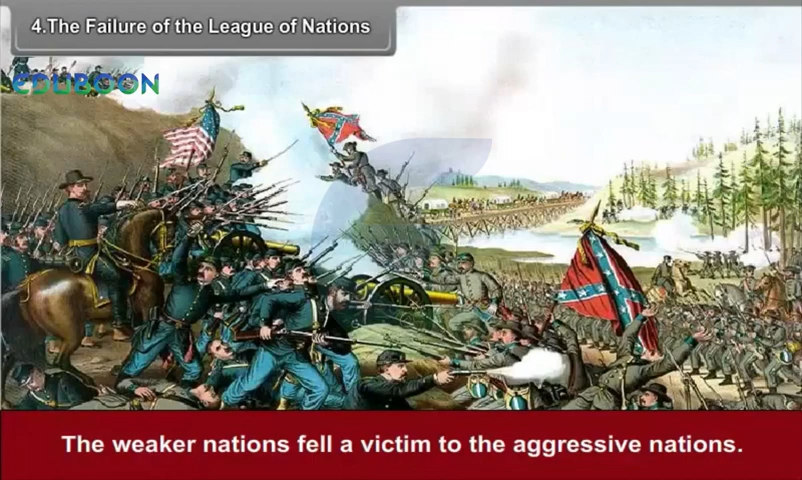 4.The Failure of the League of Nations
EDUBOON
The weaker nations fell a victim to the aggressive nations.